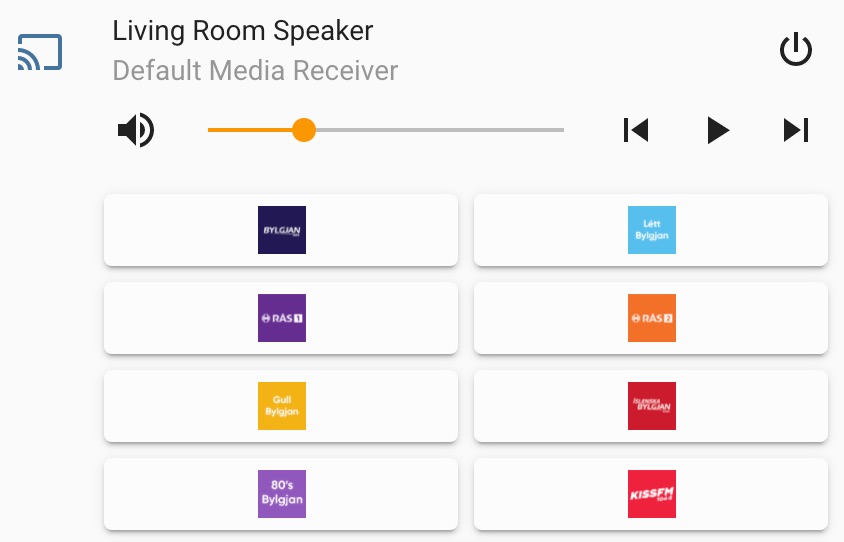 Living Room Speaker
Default Media Receiver
BYLGJAN
Létt
Bylgjan
RÁS 1
RÁS 2
Gull
Bylgjan
ÍSLENSKA
BYLGJAN
80's
Bylgjan
KISSFM